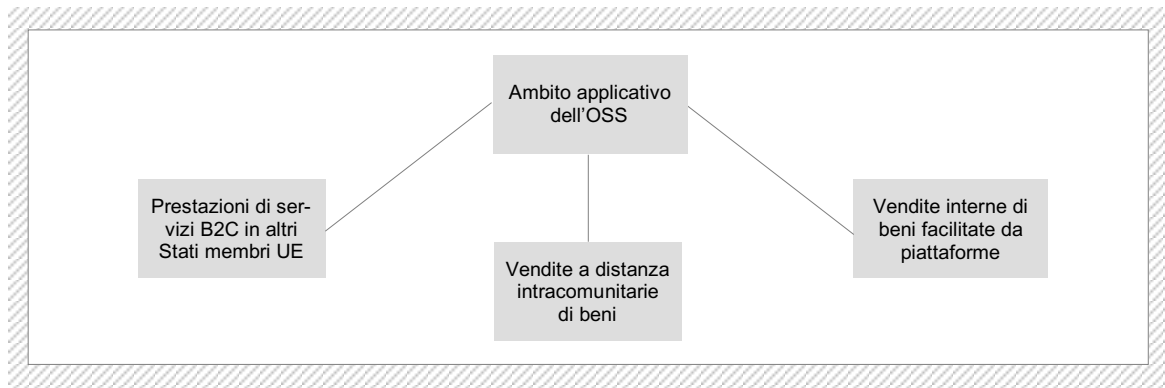 Ambito applicativo
dell'OSS
Prestazioni di ser-
vizi B2C in altri
Stati membri UE
Vendite a distanza
intracomunitarie
di beni
Vendite interne di
beni facilitate da
piattaforme